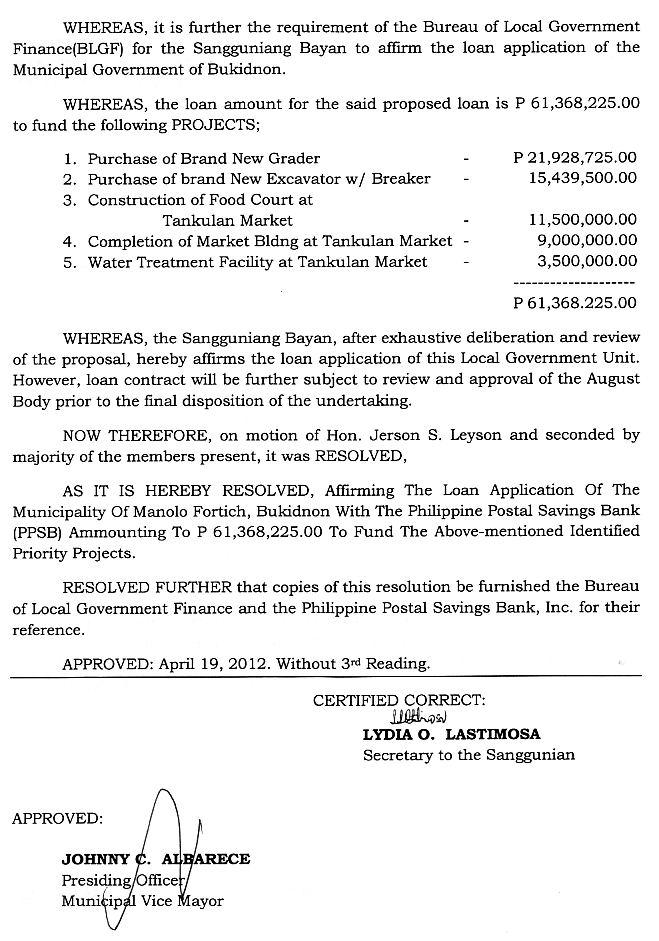 WHEREAS, it is further the requirement of the Bureau of Local Government
Finance(BLGF) for the Sangguniang Bayan to affirm the loan application of the
Municipal Government of Bukidnon.
WHEREAS, the loan amount for the said proposed loan is P 61,368,225.00
to fund the following PROJECTS;
1. Purchase of Brand New Grader - P 21,928,725.00
2. Purchase of brand New Excavator w/ Breaker - 15,439,500.00
3. Construction of Food Court at
Tankulan Market - 11,500,000.00
4. Completion of Market Bldng at Tankulan Market - 9,000,000.00
5. Water Treatment Facility at Tankulan Market - 3,500,000.00
--------------------
P 61,368.225.00
WHEREAS, the Sangguniang Bayan, after exhaustive deliberation and review
of the proposal, hereby affirms the loan application of this Local Government Unit.
However, loan contract will be further subject to review and approval of the August
Body prior to the final disposition of the undertaking.
NOW THEREFORE, on motion of Hon. Jerson S. Leyson and seconded by
majority of the members present, it was RESOLVED,
AS IT IS HEREBY RESOLVED, Affirming The Loan Application Of The
Municipality Of Manolo Fortich, Bukidnon With The Philippine Postal Savings Bank
(PPSB) Ammounting To P 61,368,225.00 To Fund The Above-mentioned Identified
Priority Projects.
RESOLVED FURTHER that copies of this resolution be furnished the Bureau
of Local Government Finance and the Philippine Postal Savings Bank, Inc. for their
reference.
APPROVED: April 19, 2012. Without 3rd Reading.
CERTIFIED CORRECT:
LYDIA O. LASTIMOSA
Secretary to the Sanggunian
APPROVED:
JOHNNY C. ALBARECE
Presiding Officer
Municipal Vice Mayor